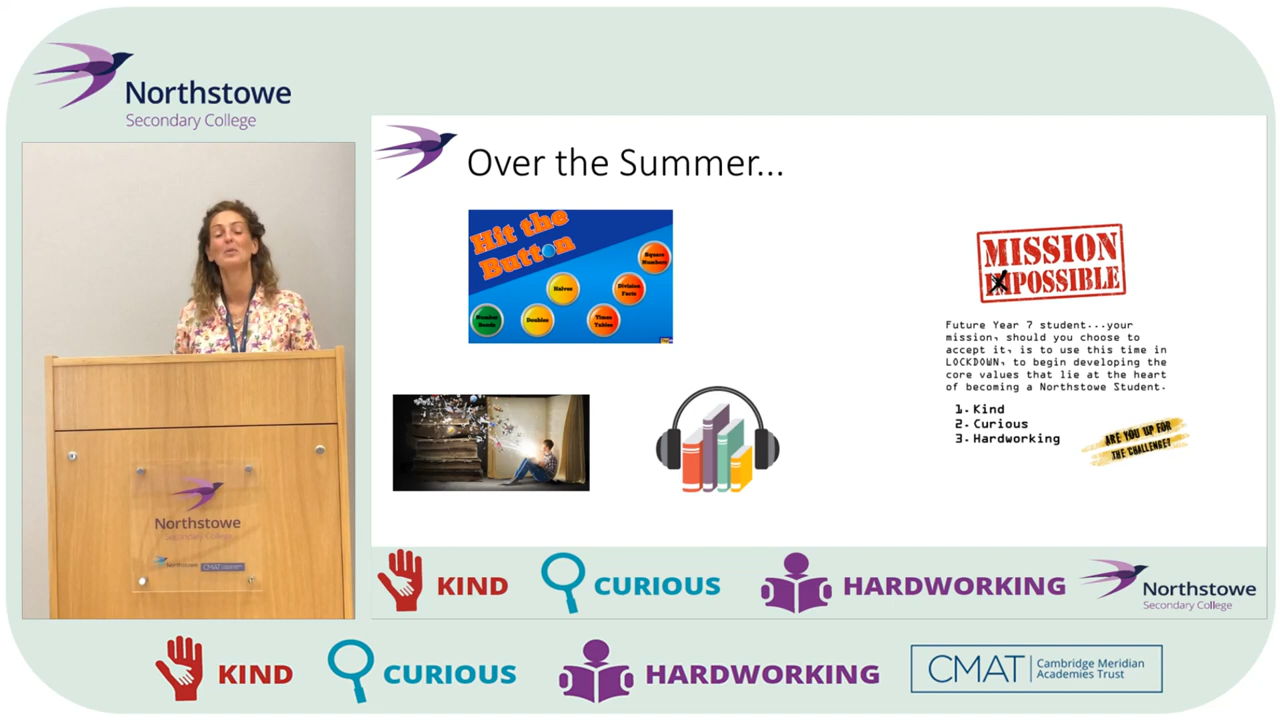 Northstowe
Secondary College
Over the Summer...
Hit the
Button
Square
Numbers
Halves
Division
Facts
Number
Bonds
Doubles
Times
Tables
MISSION
IMPOSSIBLE
Future Year 7 student...your
mission, should you choose to
accept it, is to use this time in
LOCKDOWN, to begin developing the
core values that lie at the heart
of becoming a Northstowe Student.
1. Kind
2. Curious
3. Hardworking
ARE YOU UP FOR
THE CHALLENGE?
Northstowe
Secondary College
Northstowe
CMAT
KIND
CURIOUS
HARDWORKING
Northstowe
Secondary College
KIND
CURIOUS
HARDWORKING
CMAT
Cambridge Meridian
Academies Trust